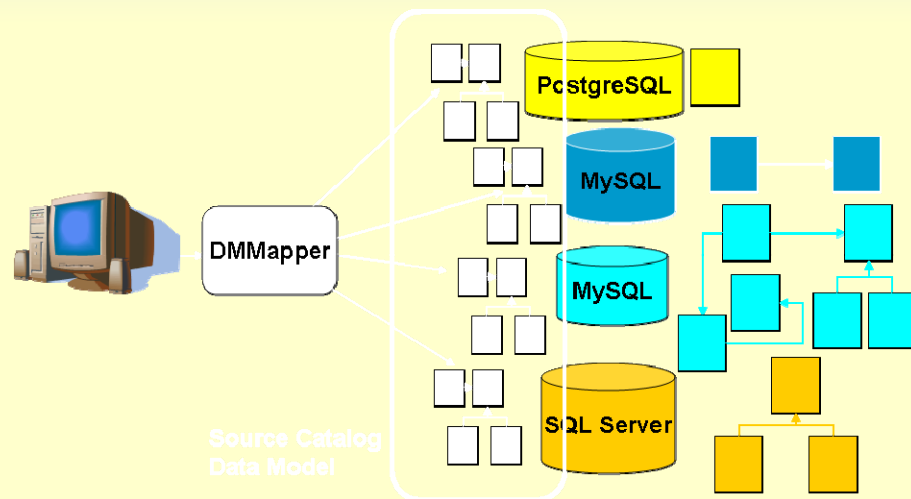 PostgreSQL
MySQL
DMMapper
MySQL
SQL Server
Source Catalog
Data Model